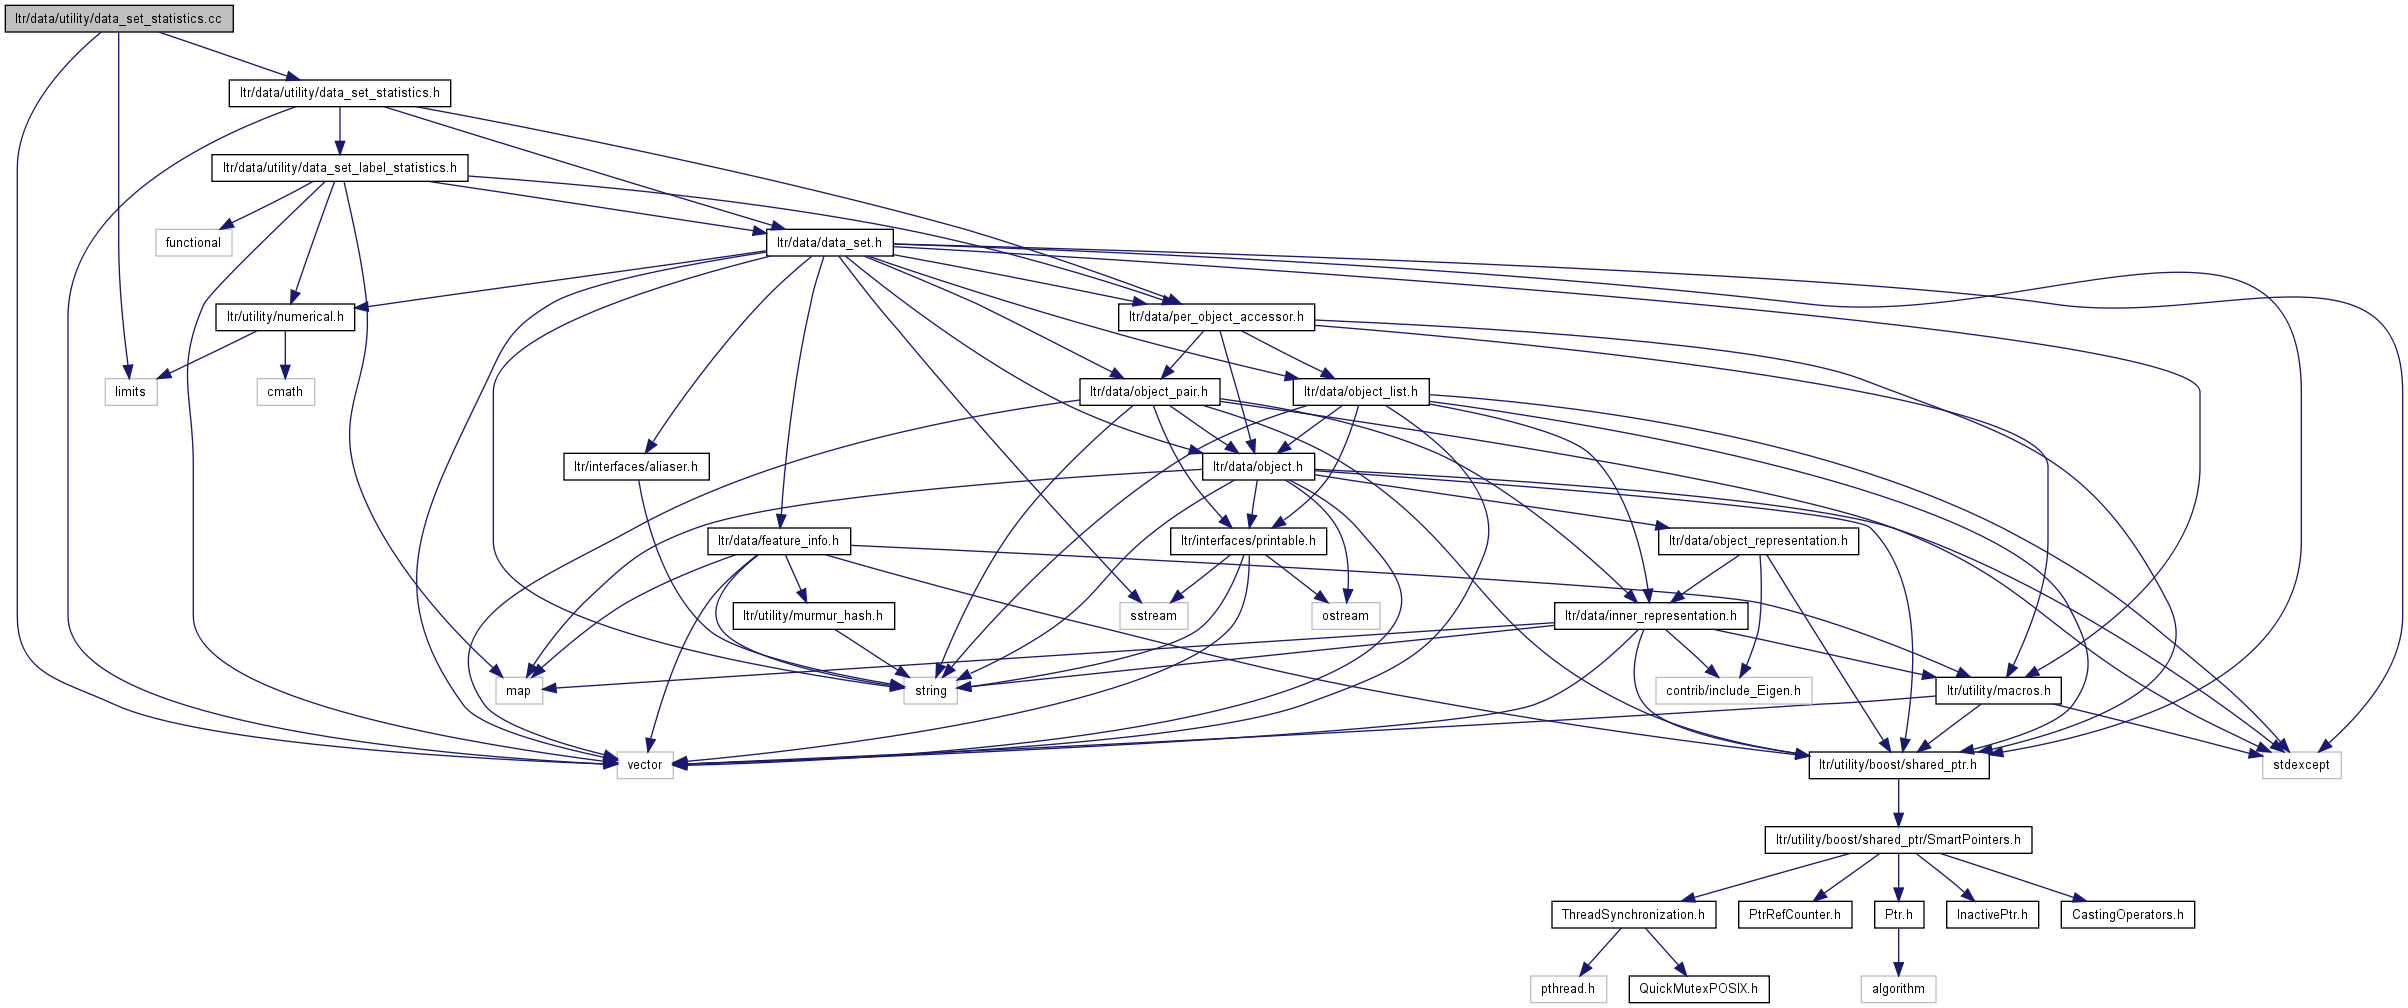 ltr/data/utility/data_set_statistics.cc
ltr/data/utility/data_set_statistics.h
ltr/data/utility/data_set_label_statistics.h
functional
ltr/data/data_set.h
ltr/utility/numerical.h
ltr/data/per_object_accessor.h
limits
cmath
ltr/data/object_pair.h
ltr/data/object_list.h
ltr/interfaces/aliaser.h
ltr/data/object.h
ltr/data/feature_info.h
ltr/interfaces/printable.h
ltr/data/object_representation.h
ltr/utility/murmur_hash.h
sstream
ostream
ltr/data/inner_representation.h
map
string
contrib/include_Eigen.h
ltr/utility/macros.h
vector
ltr/utility/boost/shared_ptr.h
stdexcept
ltr/utility/boost/shared_ptr/SmartPointers.h
ThreadSynchronization.h
PtrRefCounter.h
Ptr.h
InactivePtr.h
CastingOperators.h
pthread.h
QuickMutexPOSIX.h
algorithm